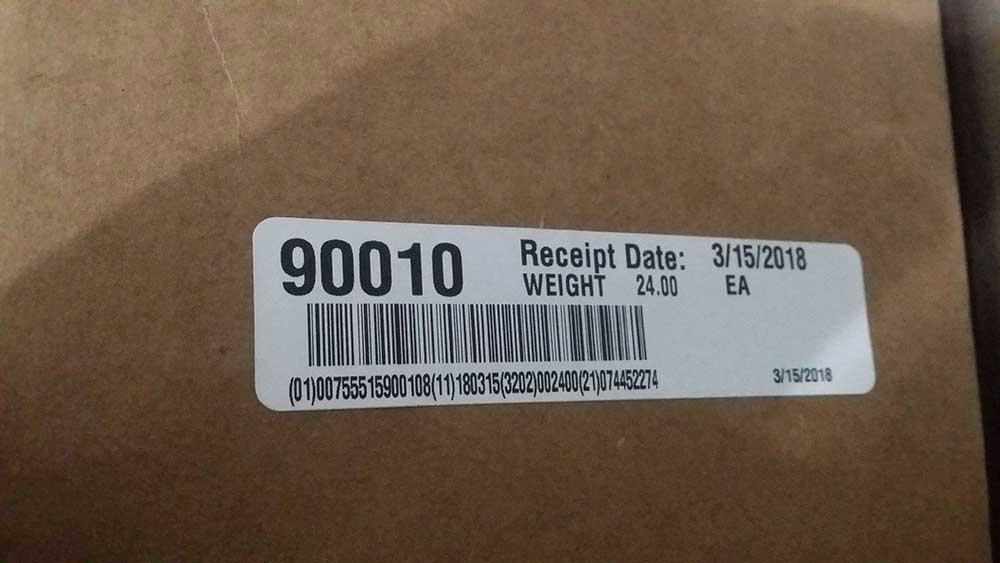 90010 Receipt Date: 3/15/2018
WEIGHT 24.00 EA
(01)00755515900108(11)180315(3202)002400(21)074452274
3/15/2018